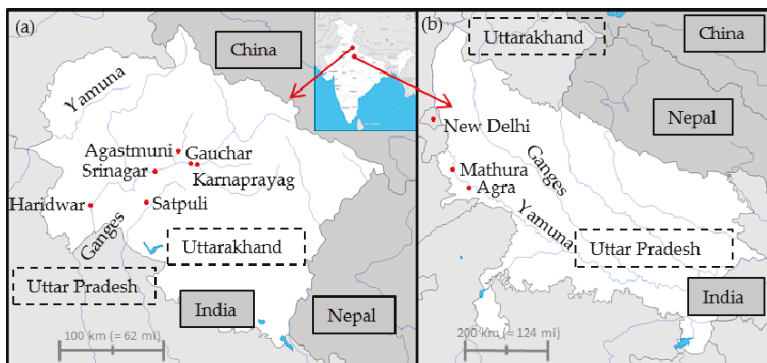 (a)
China
Yamuna
Agastmuni
Gauchar
Srinagar
Karnaprayag
Haridwar
Satpuli
Ganges
Uttarakhand
Uttar Pradesh
India
Nepal
100 km (= 62 mi)
(b)
Uttarakhand
China
Nepal
New Delhi
Ganges
Mathura
Agra
Yamuna
Uttar Pradesh
India
200 km (= 124 mi)